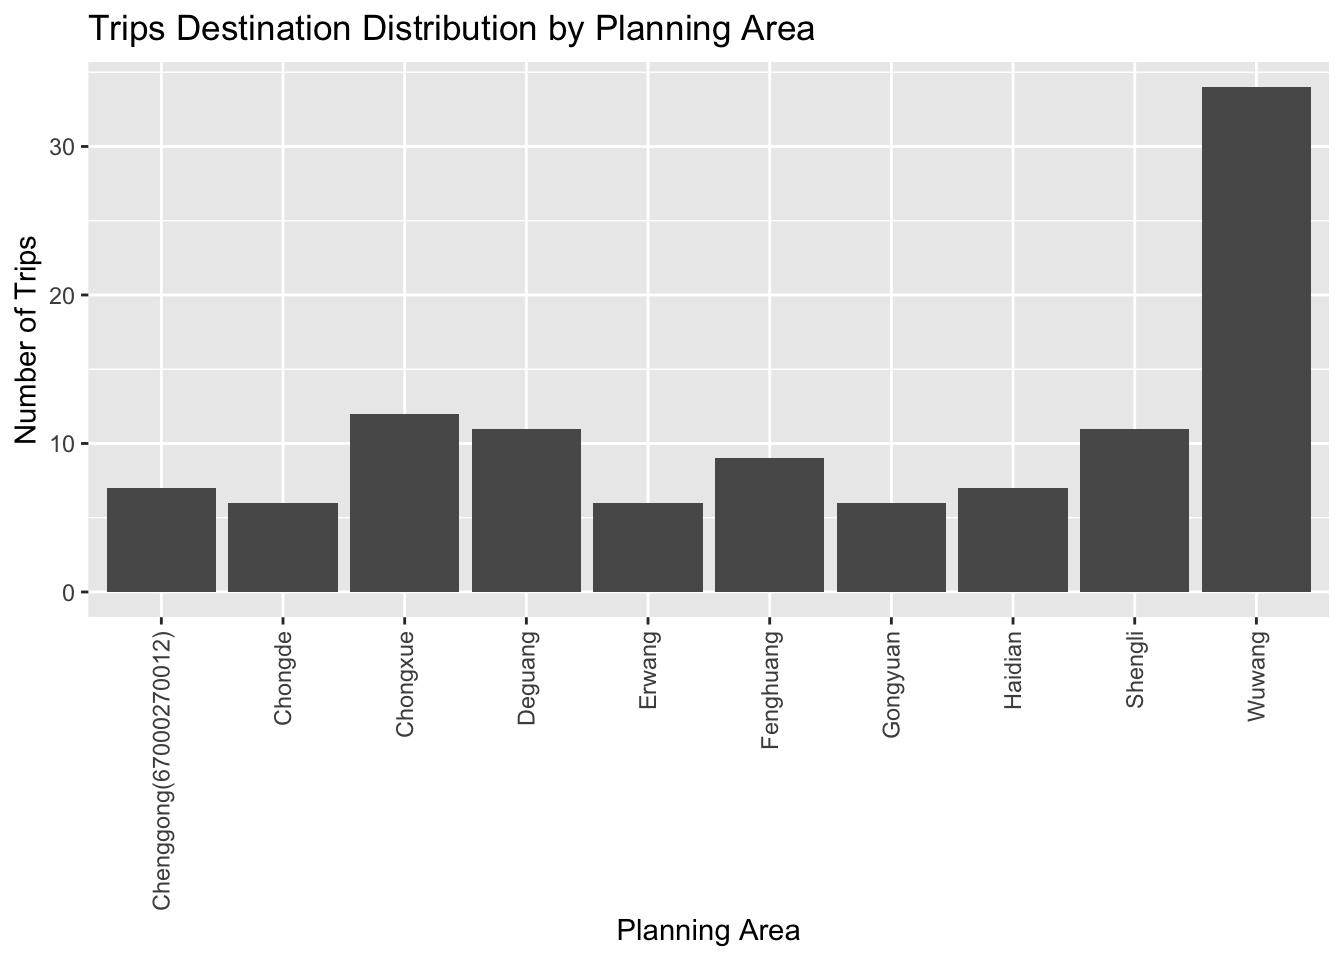 Trips Destination Distribution by Planning Area
Number of Trips
30
20
10
0
Chenggong(67000270012)
Chongde
Chongxue
Deguang
Erwang
Fenghuang
Gongyuan
Haidian
Shengli
Wuwang
Planning Area